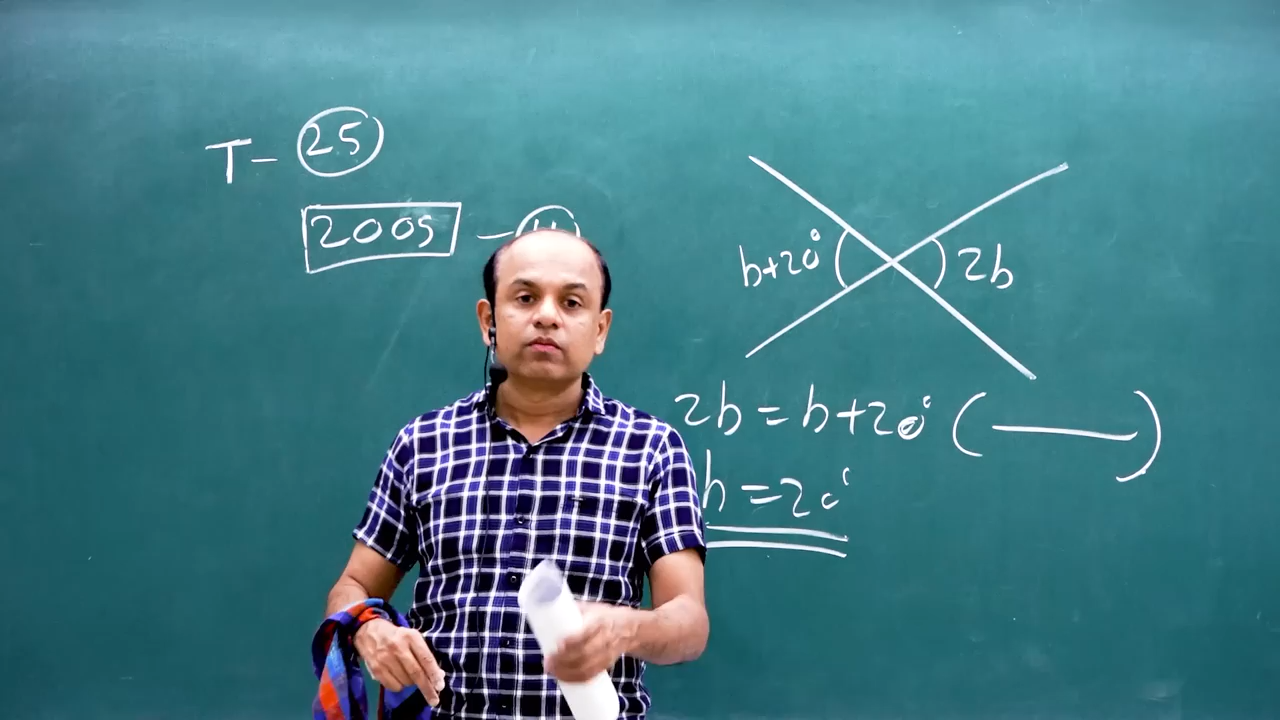 T- 25
2005 -
b+20°
2b
2b = b+20° ( — )
b = 20°